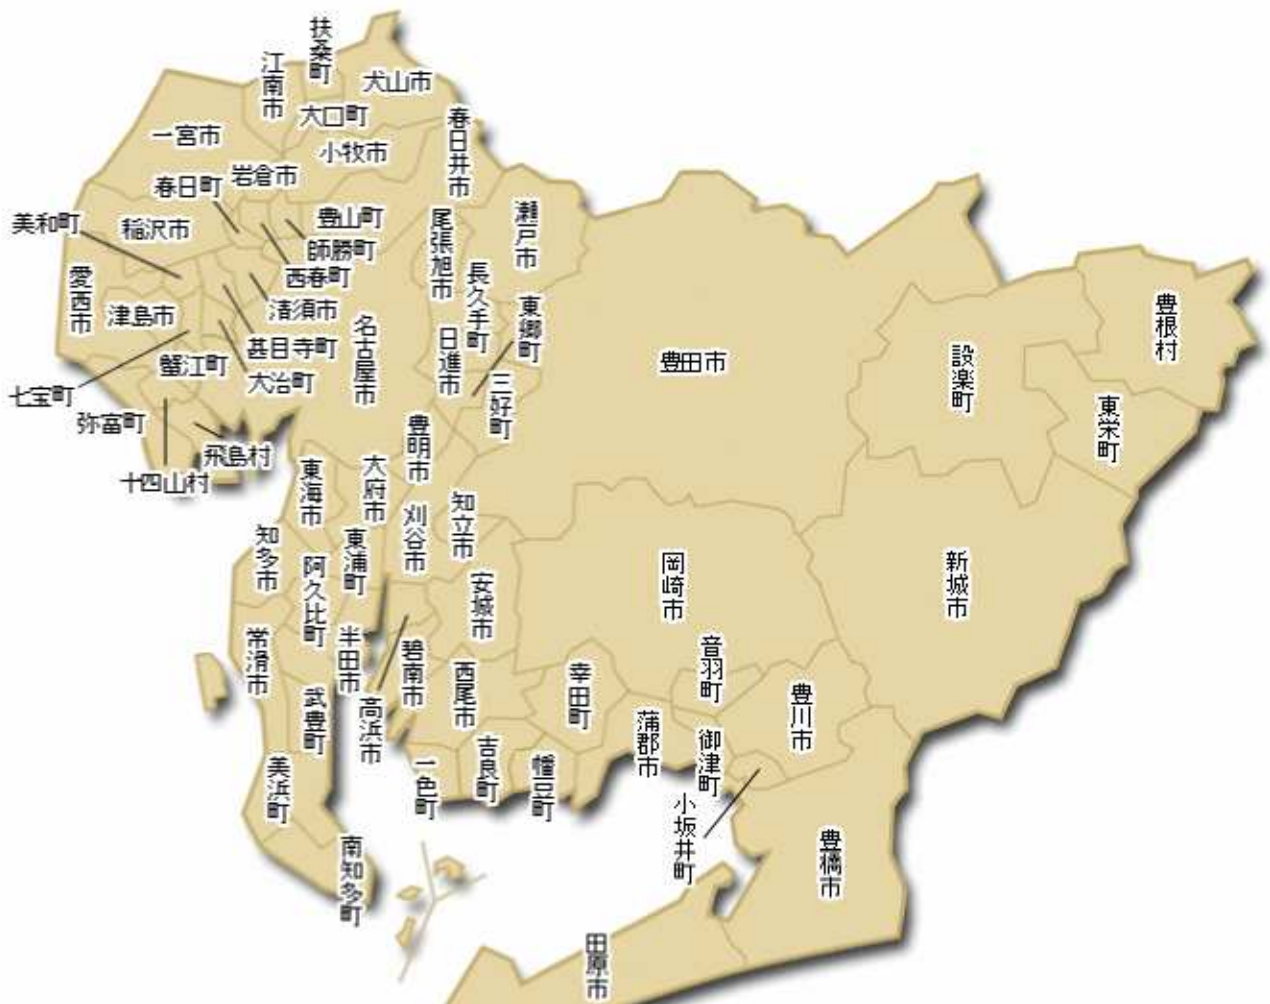 扶桑町
江南市
犬山市
大口町
春日井市
一宮市
小牧市
岩倉市
春日町
美和町
稲沢市
豊山町
師勝町
尾張旭市
瀬戸市
西春町
愛西市
長久手町
清須市
津島市
東郷町
豊根村
名古屋市
日進市
甚目寺町
蟹江町
豊田市
設楽町
大治町
七宝町
三好町
弥富町
東栄町
豊明市
飛島村
十四山村
東海市
大府市
刈谷市
知立市
知多市
東浦町
阿久比町
岡崎市
新城市
安城市
常滑市
半田市
碧南市
西尾市
音羽町
幸田町
武豊町
高浜市
豊川市
蒲郡市
御津町
美浜町
一色町
吉良町
幡豆町
小坂井町
南知多町
豊橋市
田原市